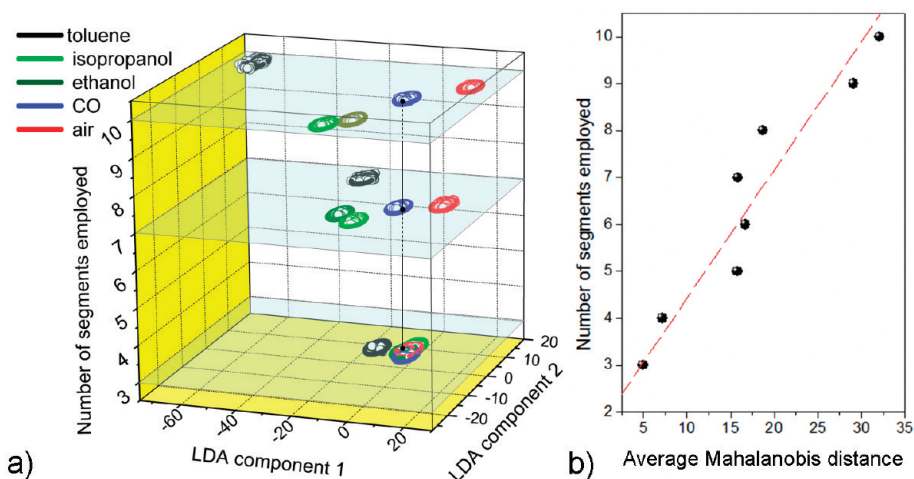 toluene
isopropanol
ethanol
CO
air
Number of segments employed
10
9
8
7
6
5
4
3
-60
-40
-20
0
20
LDA component 1
-20
-10
0
10
20
LDA component 2
a)
Number of segments employed
10
9
8
7
6
5
4
3
2
5
10
15
20
25
30
35
Average Mahalanobis distance
b)